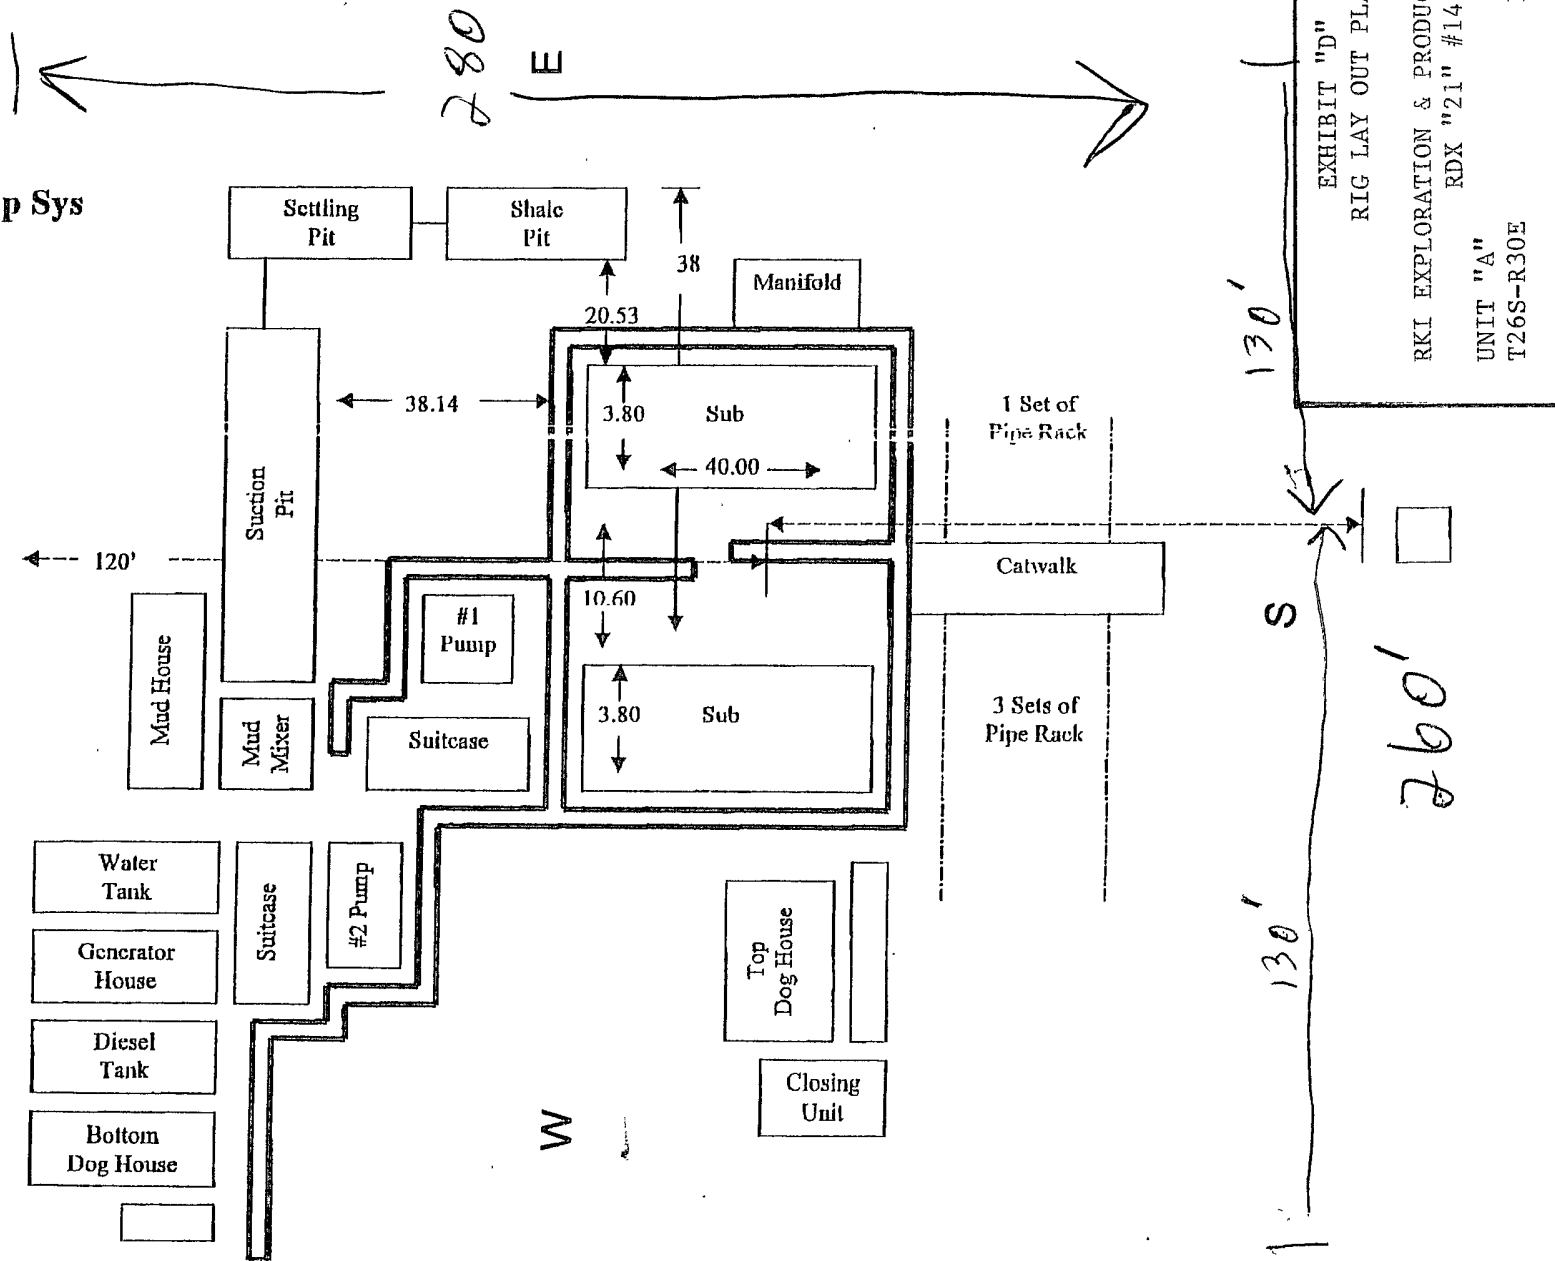 280
E
p Sys
Settling
Pit
Shale
Pit
38
Manifold
20.53
38.14
3.80
Sub
40.00
1 Set of
Pipe Rack
Suction
Pit
120'
10.60
Catwalk
#1
Pump
Mud House
Mud
Mixer
Suitcase
3.80
Sub
3 Sets of
Pipe Rack
Water
Tank
Suitcase
#2 Pump
Generator
House
Top
Dog House
Diesel
Tank
Closing
Unit
Bottom
Dog House
W
130'
S
260'
130'
EXHIBIT "D"
RIG LAY OUT
RKI EXPLORATION &
RDX "21" #14
UNIT "A"
T26S-R30E